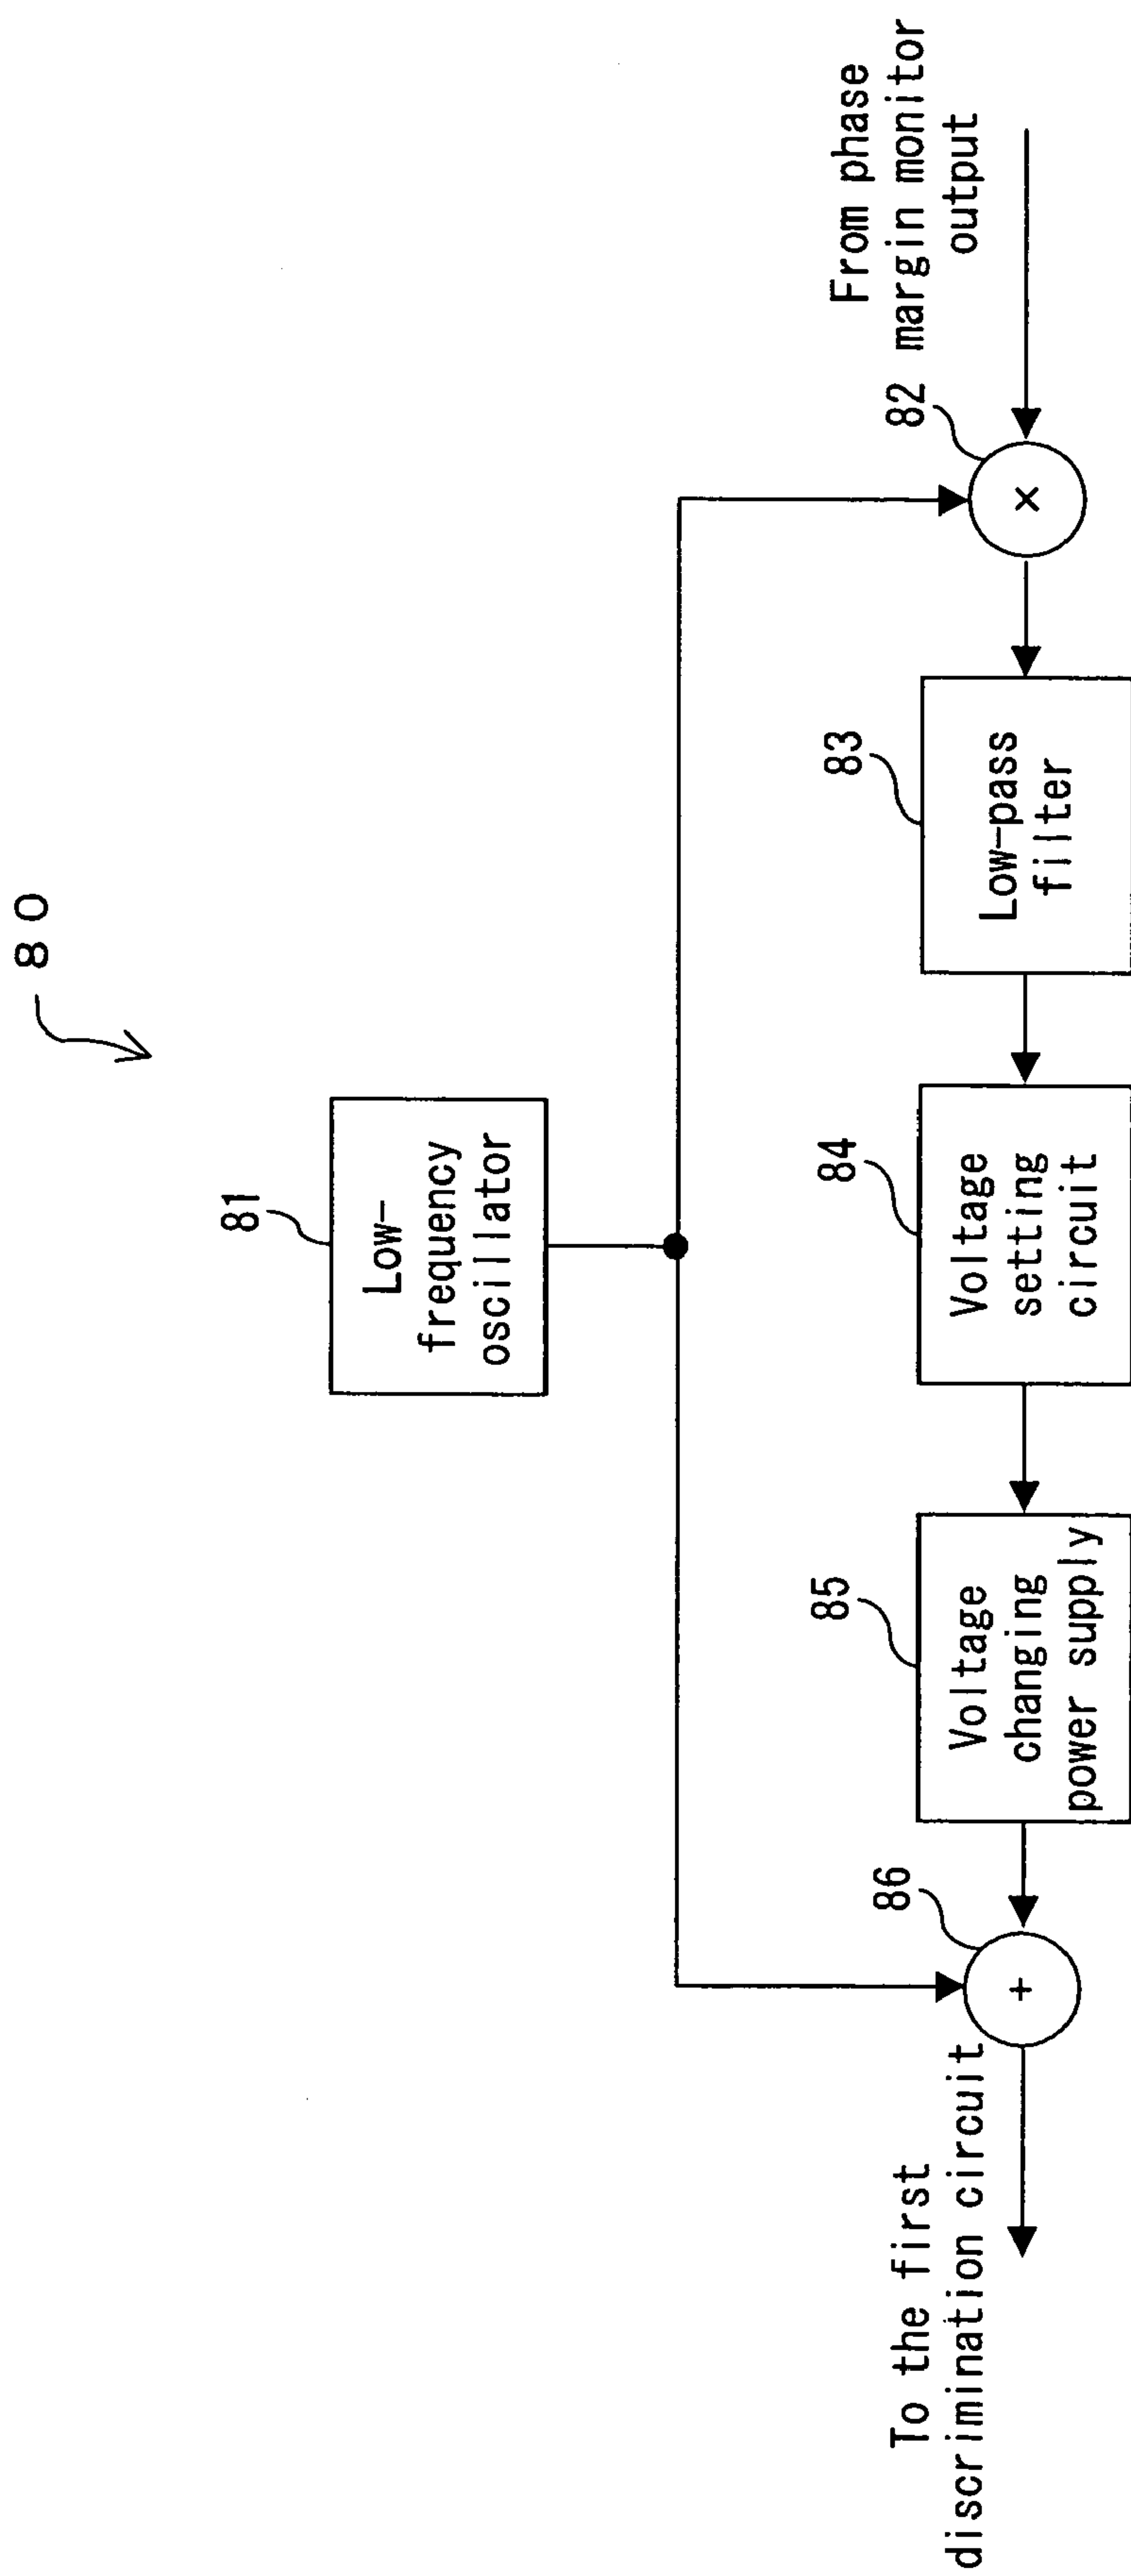 80
81
Low-
frequency
oscillator
To the first
discrimination circuit
86
+
85
Voltage
changing
power supply
84
Voltage
setting
circuit
83
Low-pass
filter
82
×
From phase
margin monitor
output